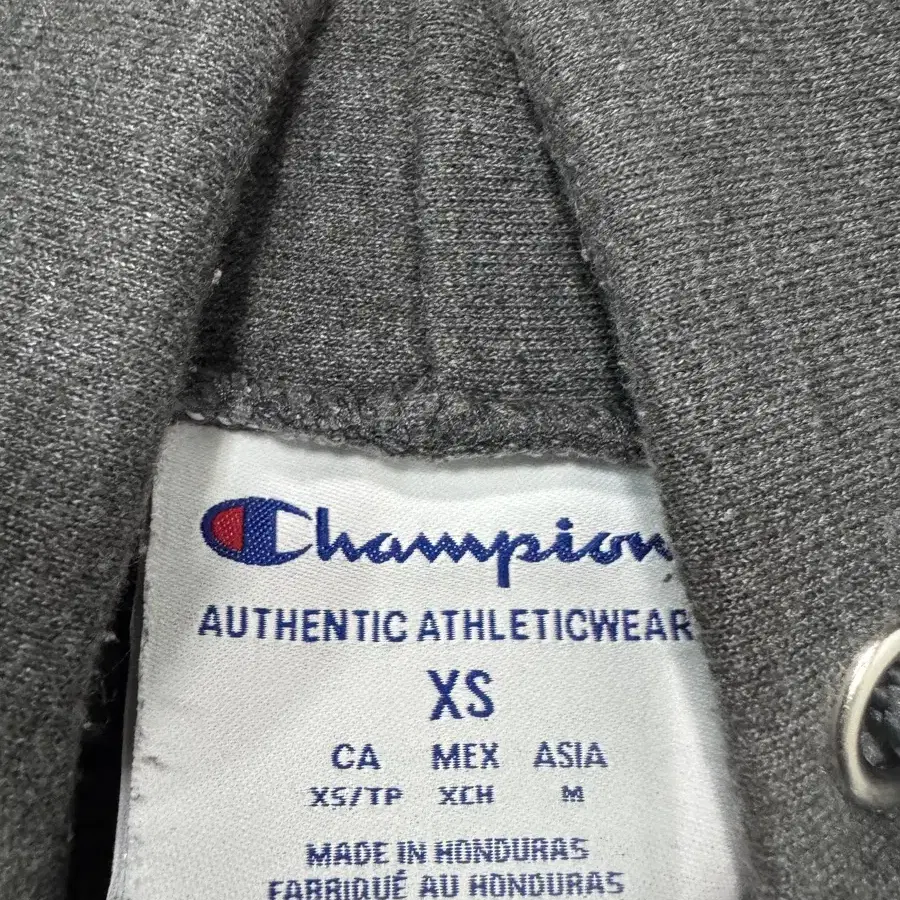 Champion
AUTHENTIC ATHLETICWEAR
XS
CA MEX ASIA
XS/TP XCH M
MADE IN HONDURAS
FABRIQUÉ AU HONDURAS